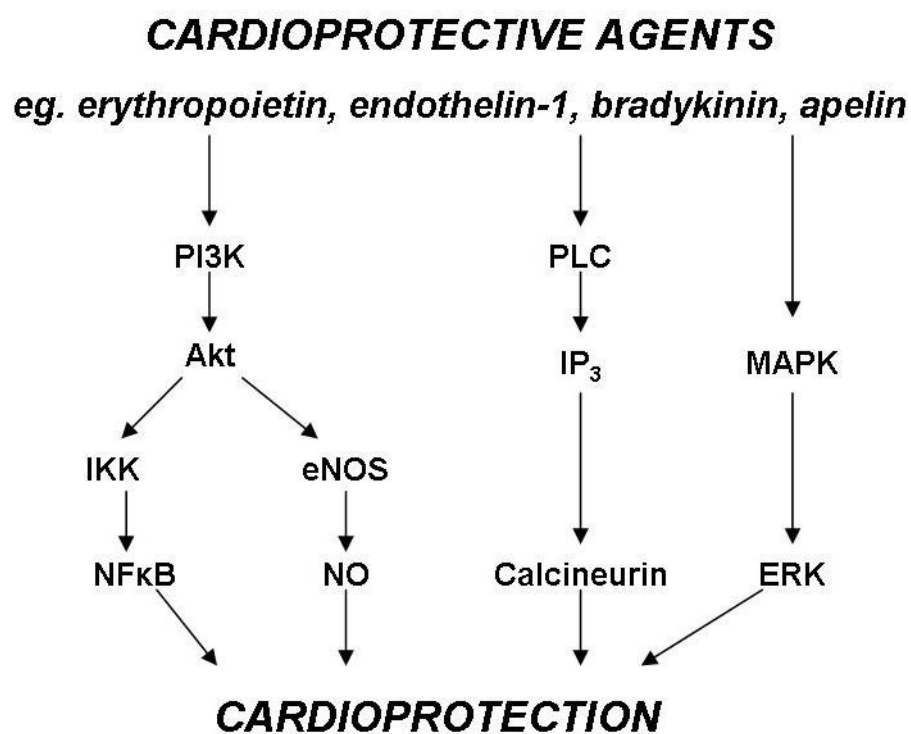 CARDIOPROTECTIVE AGENTS
eg. erythropoietin, endothelin-1, bradykinin, apelin
PI3K PLC
Akt IP₃ MAPK
IKK eNOS
NFκB NO Calcineurin ERK
CARDIOPROTECTION